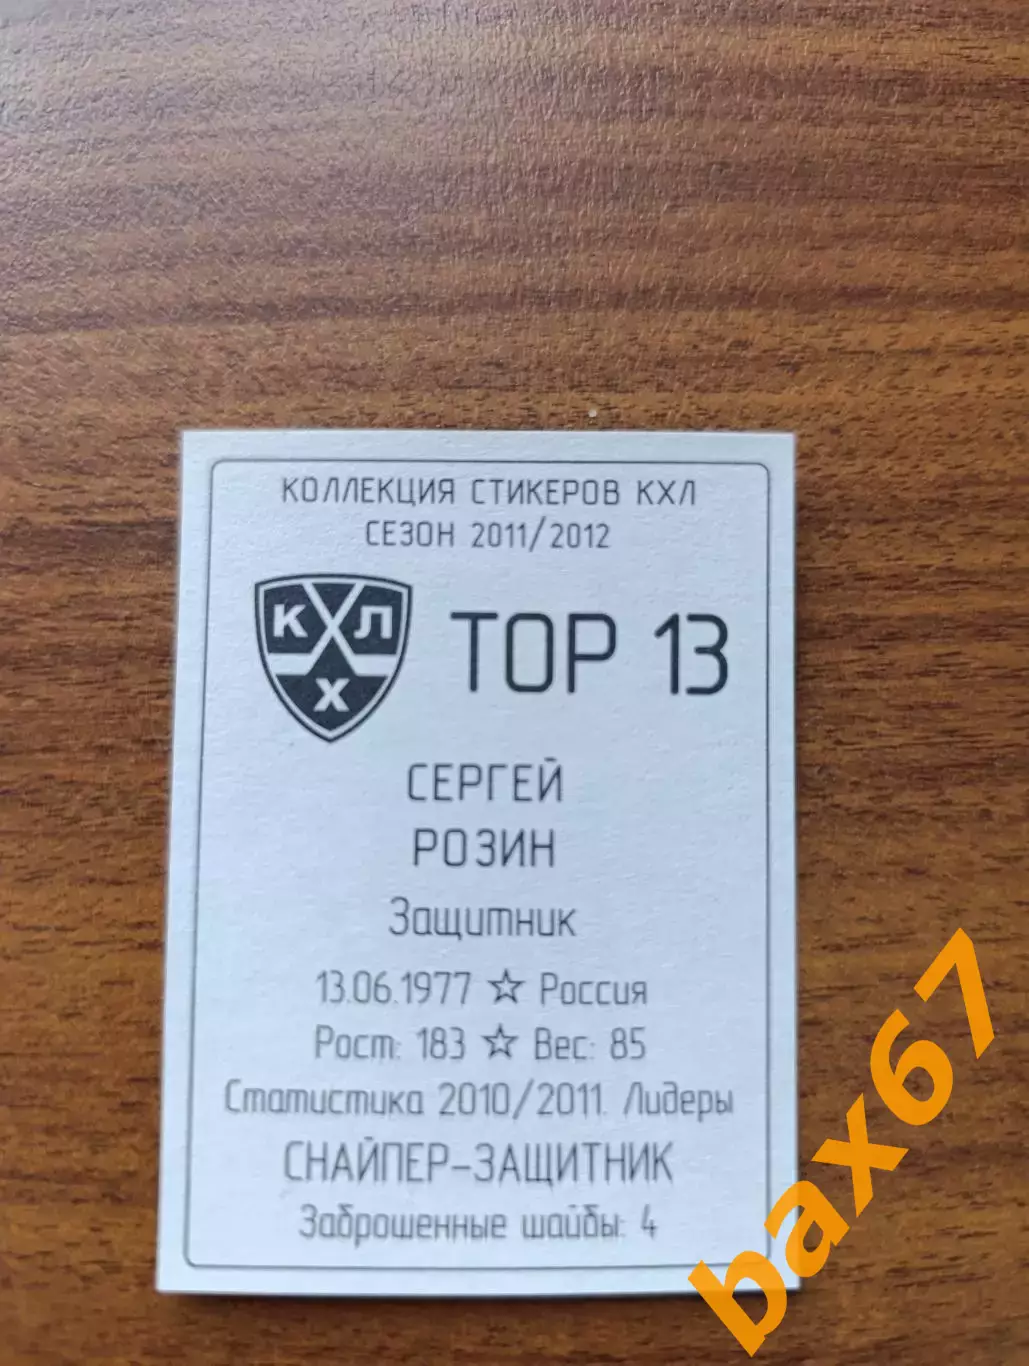 КОЛЛЕКЦИЯ СТИКЕРОВ КХЛ
СЕЗОН 2011/2012
КХЛ
Х
TOP 13
СЕРГЕЙ
РОЗИН
Защитник
13.06.1977 ☆ Россия
Рост: 183 ☆ Вес: 85
Статистика 2010/2011. Лидеры
СНАЙПЕР-ЗАЩИТНИК
Заброшенные шайбы: 4
bax67